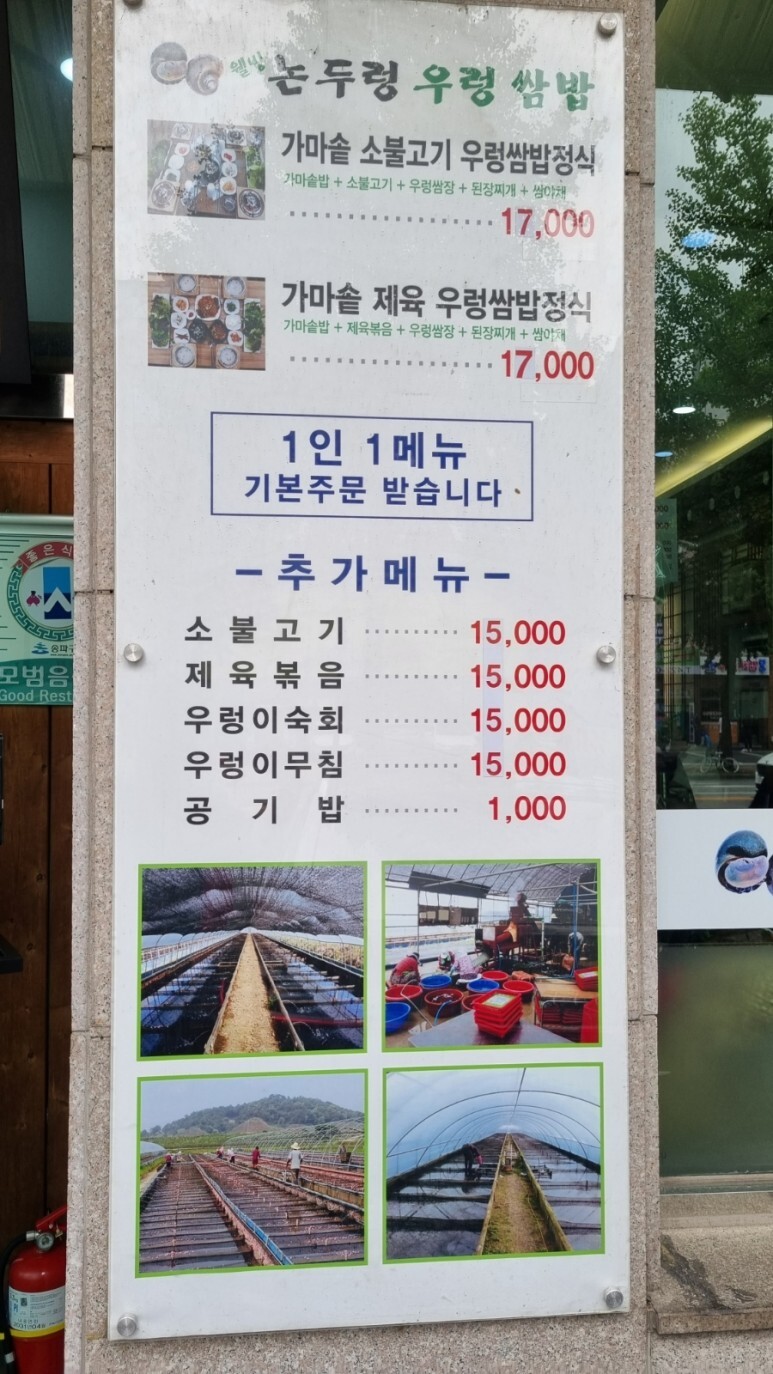 웰빙 논두렁 우렁 쌈밥
가마솥 소불고기 우렁쌈밥정식
가마솥밥 + 소불고기 + 우렁쌈장 + 된장찌개 + 쌈야채
17,000
가마솥 제육 우렁쌈밥정식
가마솥밥 + 제육볶음 + 우렁쌈장 + 된장찌개 + 쌈야채
17,000
1인 1메뉴
기본주문 받습니다
- 추가메뉴 -
소불고기 15,000
제육볶음 15,000
우렁이숙회 15,000
우렁이무침 15,000
공기밥 1,000
좋은식
송파구
모범음
Good Rest